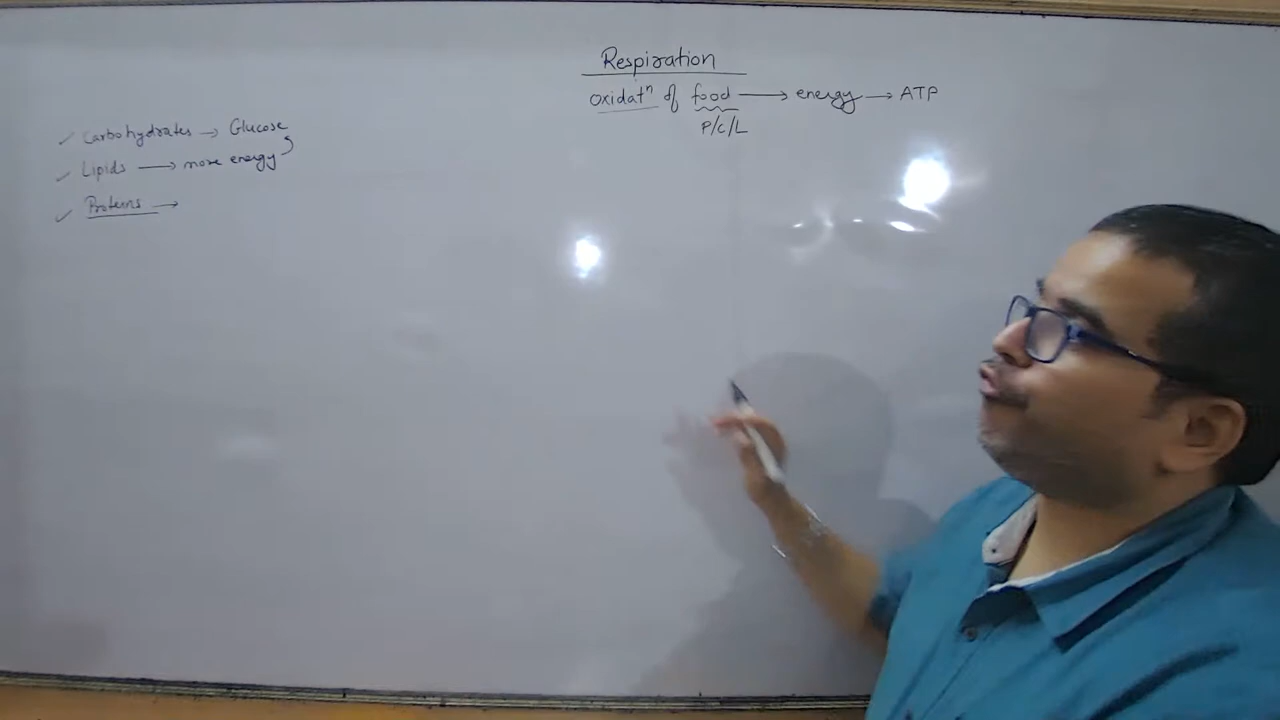 Respiration
oxidatⁿ of food → energy → ATP
P/C/L
✓ Carbohydrates → Glucose
✓ Lipids → more energy
✓ Proteins →